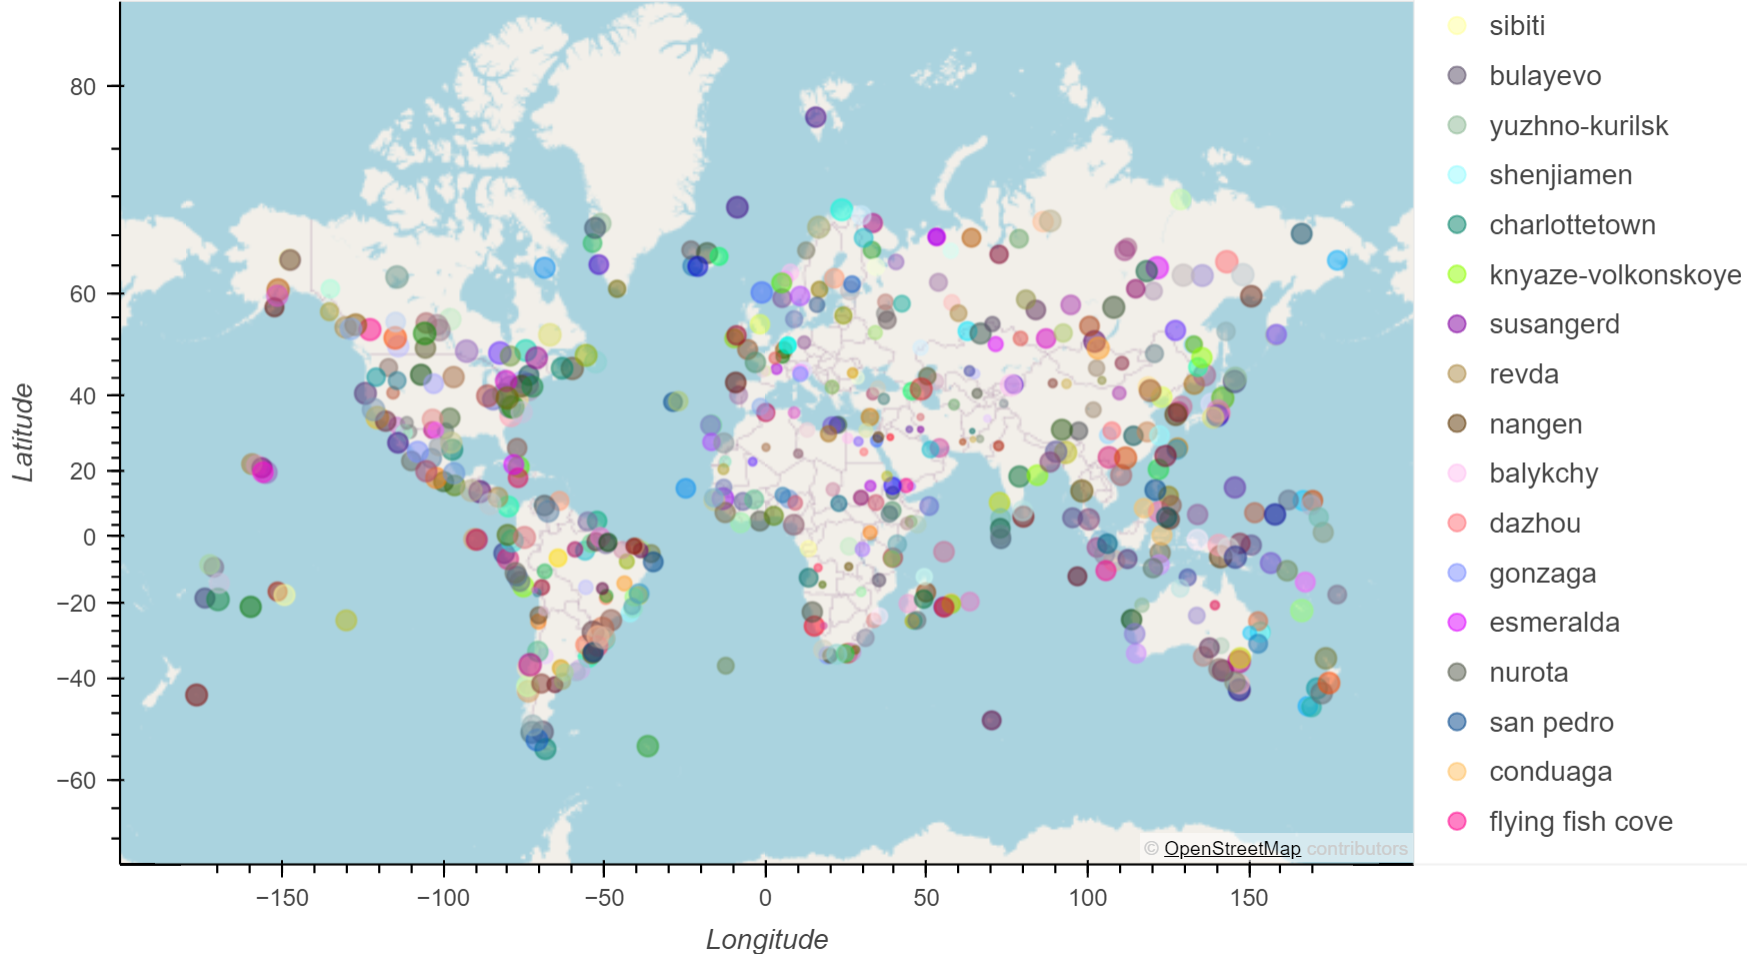 sibiti
bulayevo
yuzhno-kurilsk
shenjiamen
charlottetown
knyaze-volkonskoye
susangerd
revda
nangen
balykchy
dazhou
gonzaga
esmeralda
nurota
san pedro
conduaga
flying fish cove
80
60
40
20
0
−20
−40
−60
Latitude
© OpenStreetMap contributors
−150
−100
−50
0
50
100
150
Longitude